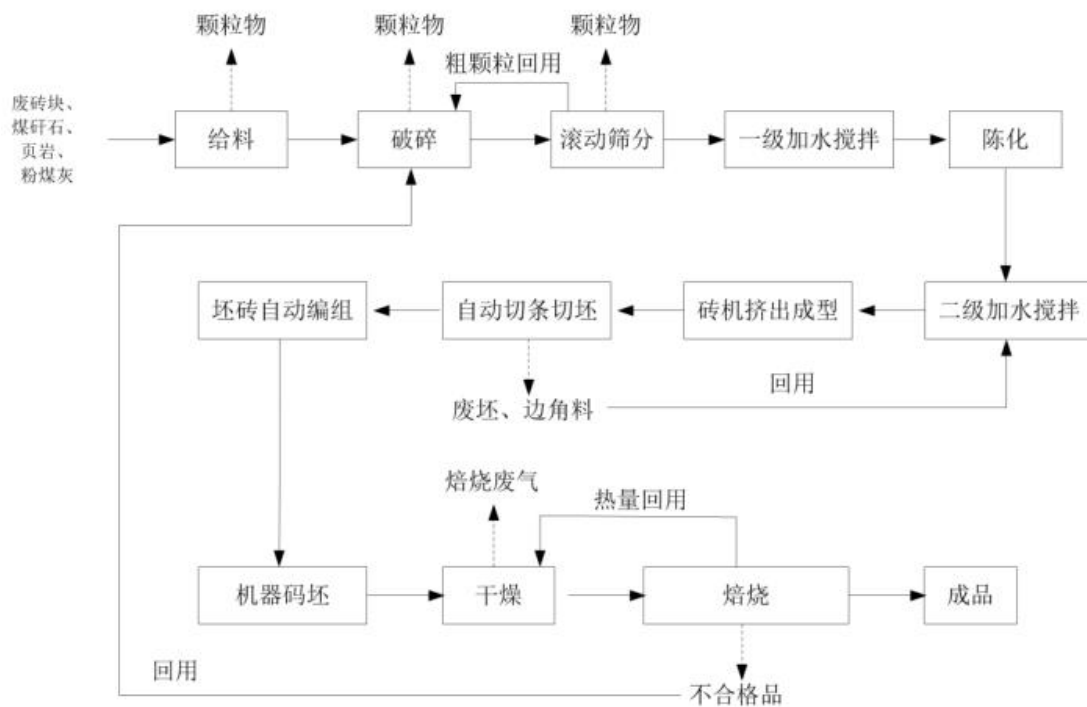 颗粒物
颗粒物
颗粒物
粗颗粒回用
废砖块、
煤矸石、
页岩、
粉煤灰
给料
破碎
滚动筛分
一级加水搅拌
陈化
坯砖自动编组
自动切条切坯
砖机挤出成型
二级加水搅拌
回用
废坯、边角料
焙烧废气
热量回用
机器码坯
干燥
焙烧
成品
回用
不合格品